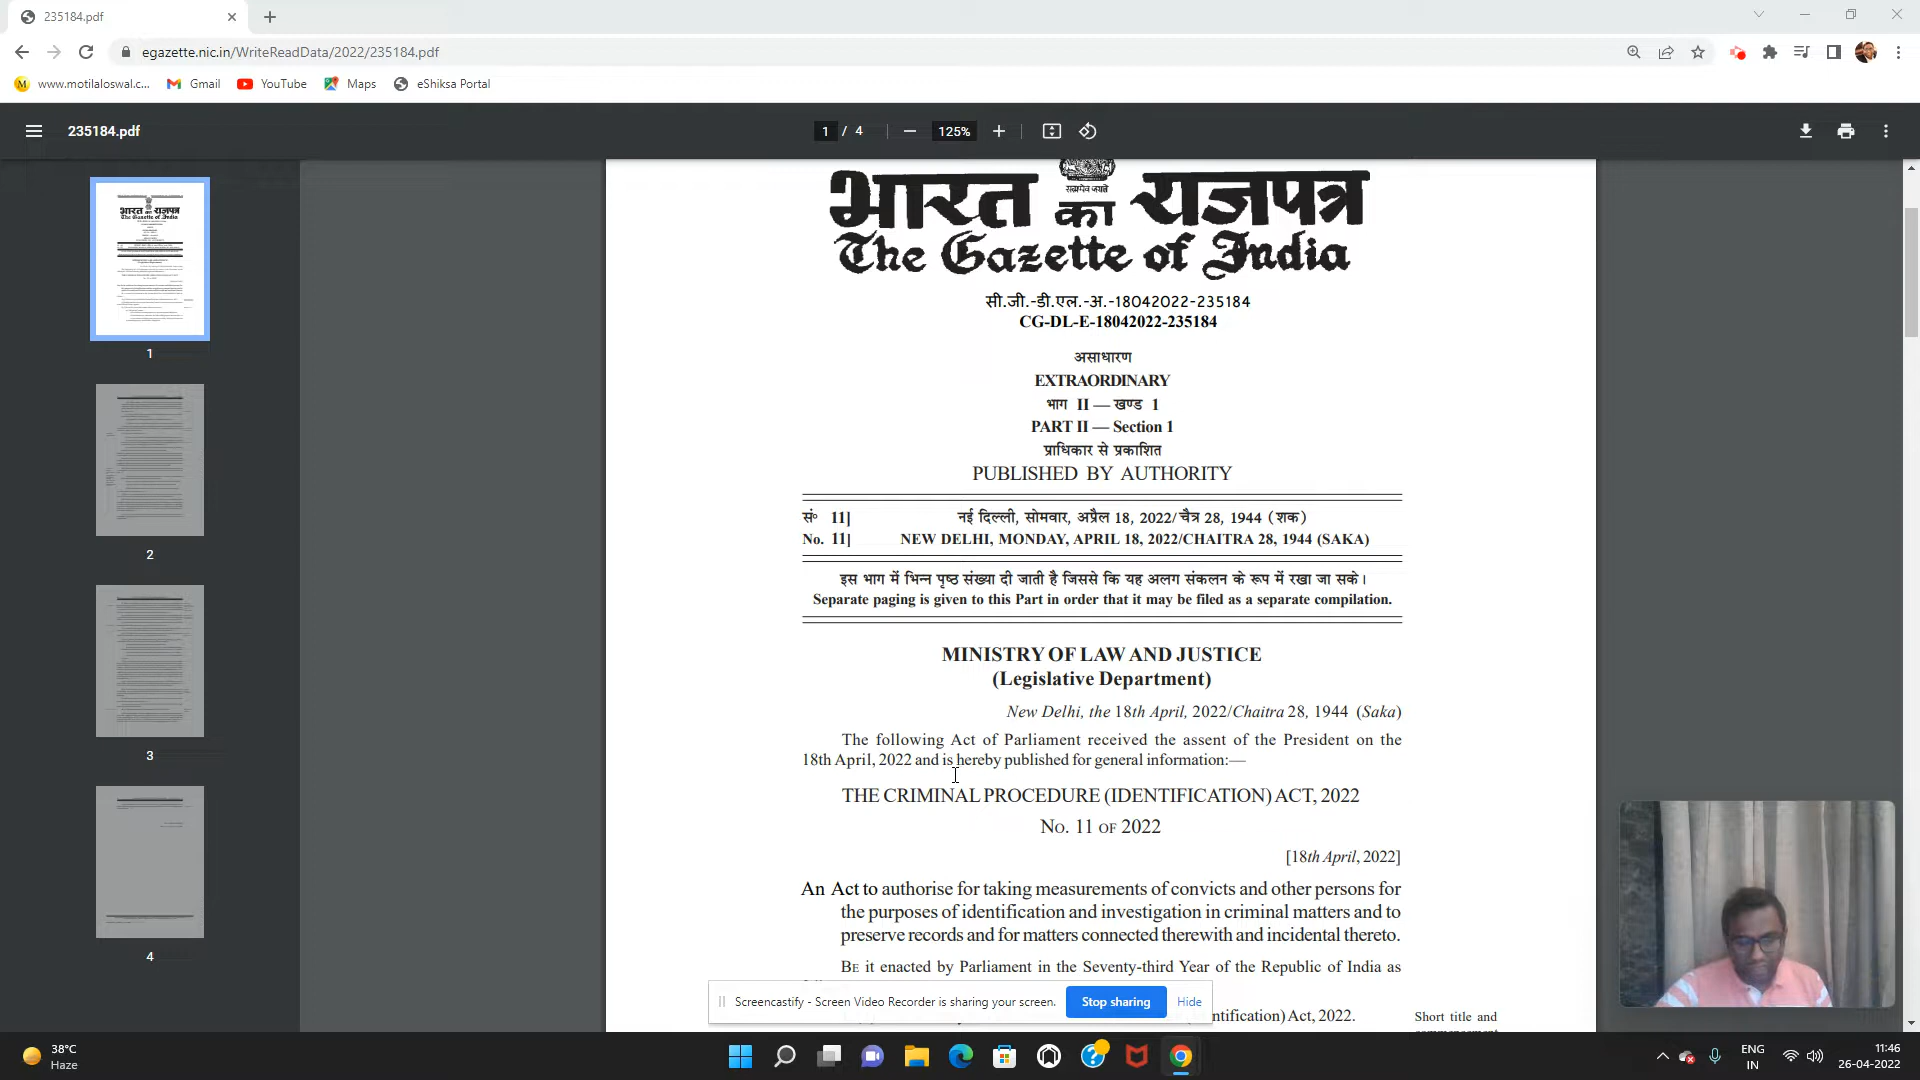 235184.pdf
egazette.nic.in/WriteReadData/2022/235184.pdf
www.motilaloswal.c...
Gmail
YouTube
Maps
eShiksa Portal
235184.pdf
1 / 4
125%
1
2
3
4
सत्यमेव जयते
भारत का राजपत्र
The Gazette of India
सी.जी.-डी.एल.-अ.-18042022-235184
CG-DL-E-18042022-235184
असाधारण
EXTRAORDINARY
भाग II — खण्ड 1
PART II — Section 1
प्राधिकार से प्रकाशित
PUBLISHED BY AUTHORITY
सं० 11] नई दिल्ली, सोमवार, अप्रैल 18, 2022/चैत्र 28, 1944 (शक)
No. 11] NEW DELHI, MONDAY, APRIL 18, 2022/CHAITRA 28, 1944 (SAKA)
इस भाग में भिन्न पृष्ठ संख्या दी जाती है जिससे कि यह अलग संकलन के रूप में रखा जा सके।
Separate paging is given to this Part in order that it may be filed as a separate compilation.
MINISTRY OF LAW AND JUSTICE
(Legislative Department)
New Delhi, the 18th April, 2022/Chaitra 28, 1944 (Saka)
The following Act of Parliament received the assent of the President on the
18th April, 2022 and is hereby published for general information:—
THE CRIMINAL PROCEDURE (IDENTIFICATION) ACT, 2022
No. 11 OF 2022
[18th April, 2022]
An Act to authorise for taking measurements of convicts and other persons for
the purposes of identification and investigation in criminal matters and to
preserve records and for matters connected therewith and incidental thereto.
BE it enacted by Parliament in the Seventy-third Year of the Republic of India as
Screencastify - Screen Video Recorder is sharing your screen.
Stop sharing
Hide
ntification) Act, 2022.
Short title and
38°C
Haze
ENG
IN
11:46
26-04-2022